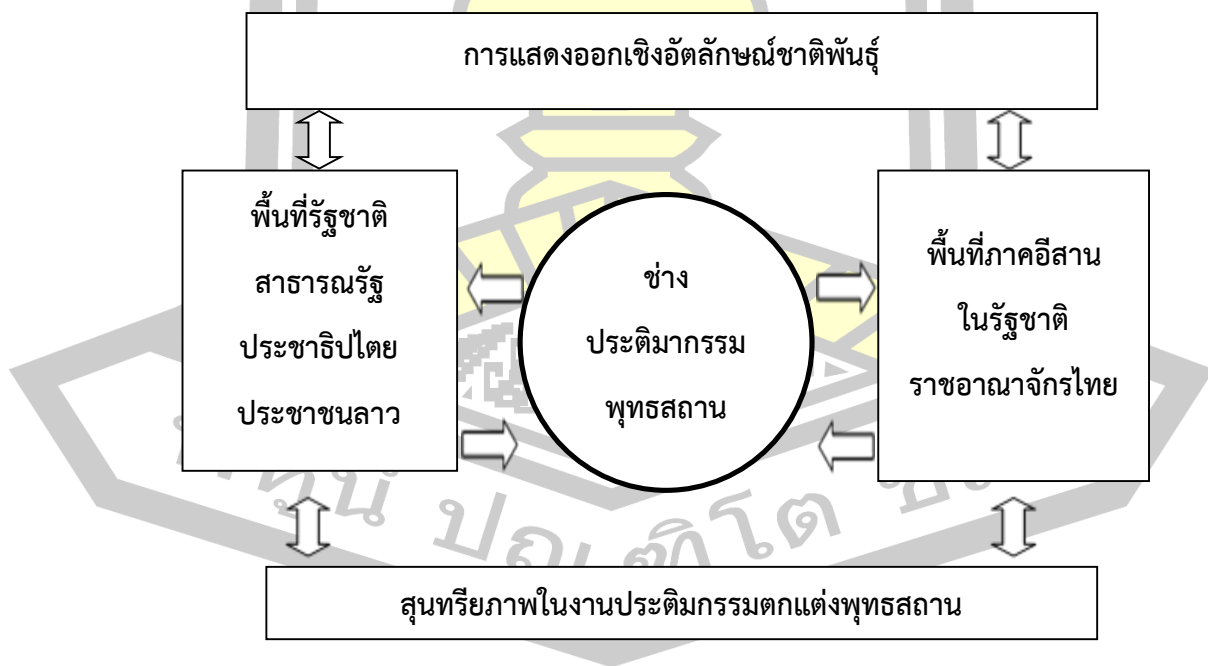 การแสดงออกเชิงอัตลักษณ์ชาติพันธุ์
พื้นที่รัฐชาติ
สาธารณรัฐ
ประชาธิปไตย
ประชาชนลาว
ช่าง
ประติมากรรม
พุทธสถาน
พื้นที่ภาคอีสาน
ในรัฐชาติ
ราชอาณาจักรไทย
ปณฺฑิโต
สุนทรียภาพในงานประติมกรรมตกแต่งพุทธสถาน